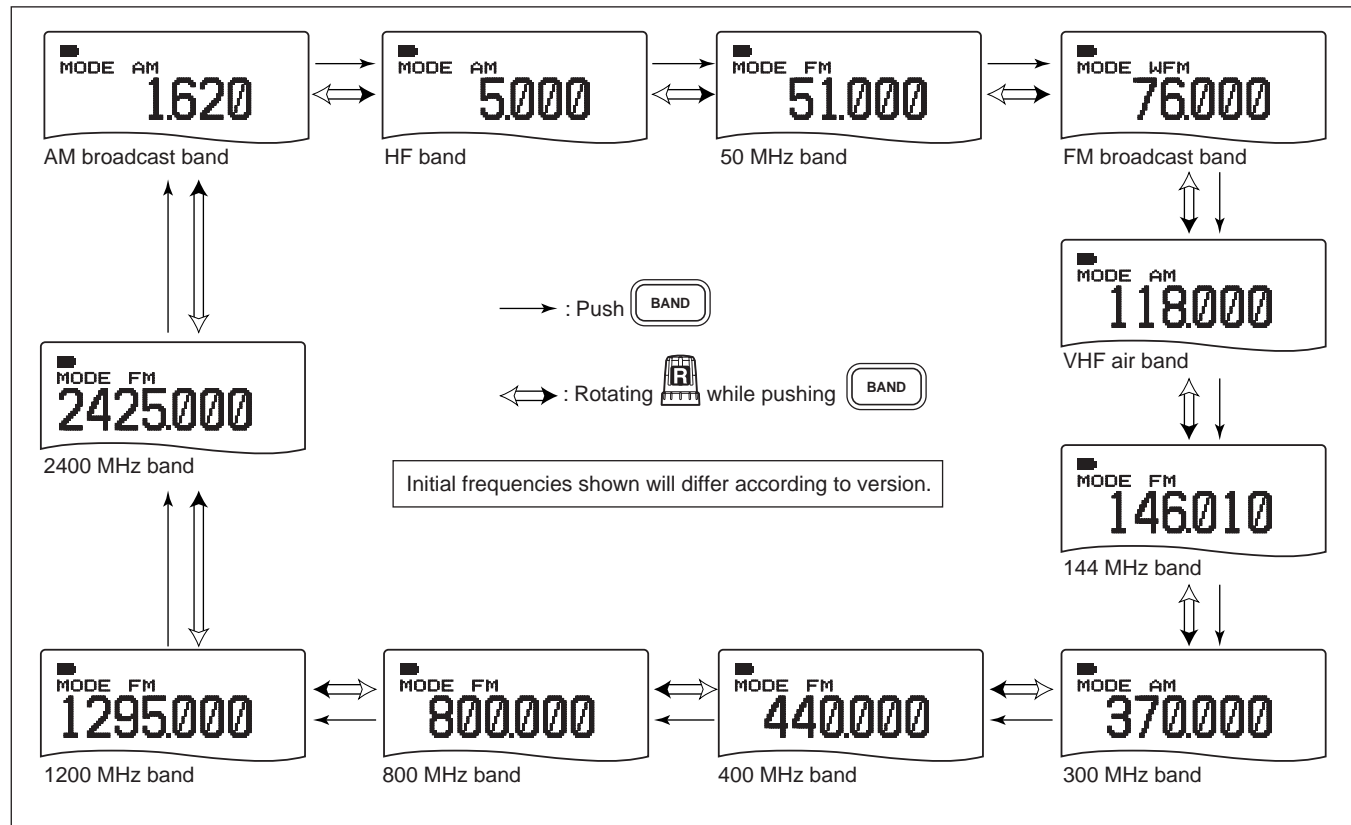 MODE AM
1.620
AM broadcast band
MODE AM
5.000
HF band
MODE FM
51.000
50 MHz band
MODE WFM
76.000
FM broadcast band
MODE AM
118.000
VHF air band
MODE FM
146.010
144 MHz band
MODE AM
370.000
300 MHz band
MODE FM
440.000
400 MHz band
MODE FM
800.000
800 MHz band
MODE FM
1295.000
1200 MHz band
MODE FM
2425.000
2400 MHz band
: Push BAND
: Rotating R while pushing BAND
Initial frequencies shown will differ according to version.